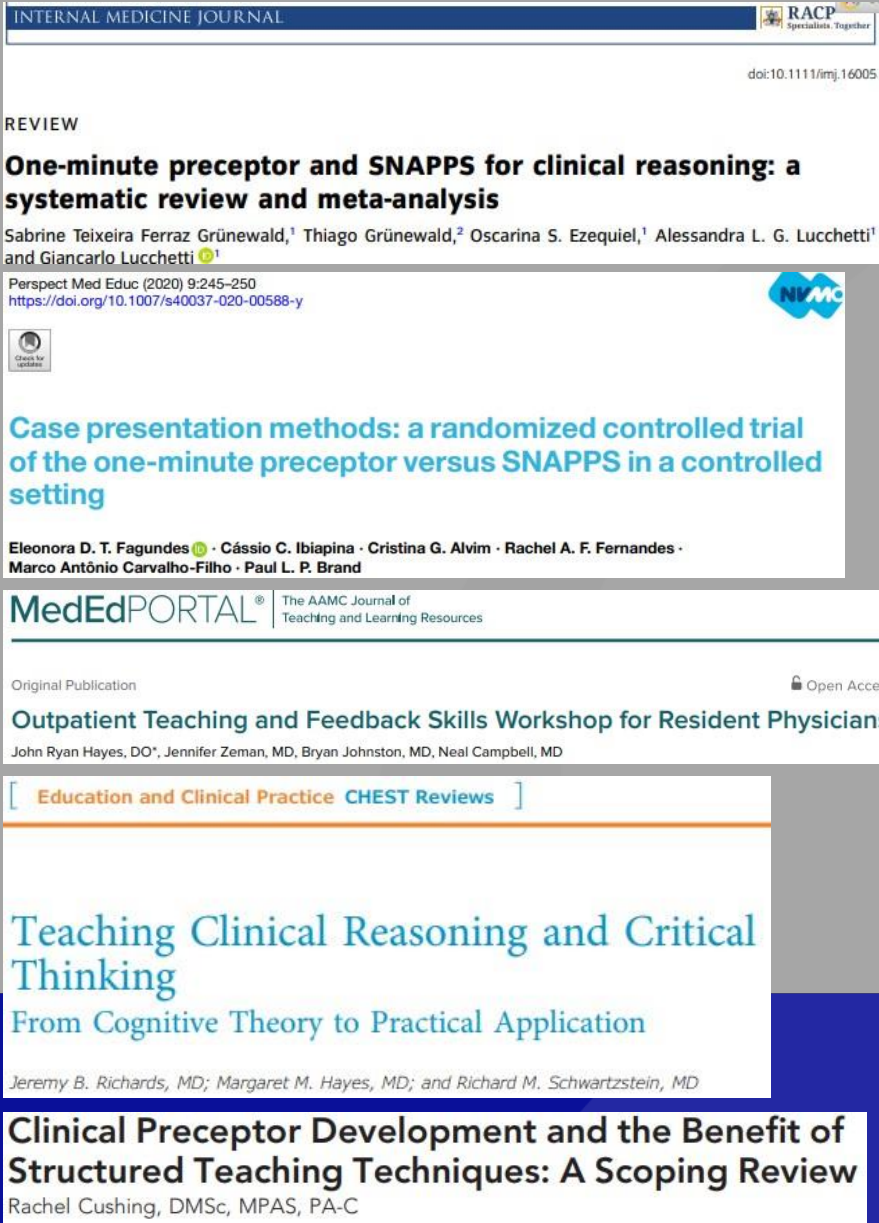 INTERNAL MEDICINE JOURNAL
RACP
Specialists. Together
doi:10.1111/imj.16005
REVIEW
One-minute preceptor and SNAPPS for clinical reasoning: a
systematic review and meta-analysis
Sabrine Teixeira Ferraz Grünewald,¹ Thiago Grünewald,² Oscarina S. Ezequiel,¹ Alessandra L. G. Lucchetti¹
and Giancarlo Lucchetti iD¹
Perspect Med Educ (2020) 9:245–250
https://doi.org/10.1007/s40037-020-00588-y
NVMO
Check for
updates
Case presentation methods: a randomized controlled trial
of the one-minute preceptor versus SNAPPS in a controlled
setting
Eleonora D. T. Fagundes iD · Cássio C. Ibiapina · Cristina G. Alvim · Rachel A. F. Fernandes ·
Marco Antônio Carvalho-Filho · Paul L. P. Brand
MedEdPORTAL® The AAMC Journal of
Teaching and Learning Resources
Original Publication
Open Acce
Outpatient Teaching and Feedback Skills Workshop for Resident Physicians
John Ryan Hayes, DO*, Jennifer Zeman, MD, Bryan Johnston, MD, Neal Campbell, MD
[ Education and Clinical Practice CHEST Reviews ]
Teaching Clinical Reasoning and Critical
Thinking
From Cognitive Theory to Practical Application
Jeremy B. Richards, MD; Margaret M. Hayes, MD; and Richard M. Schwartzstein, MD
Clinical Preceptor Development and the Benefit of
Structured Teaching Techniques: A Scoping Review
Rachel Cushing, DMSc, MPAS, PA-C